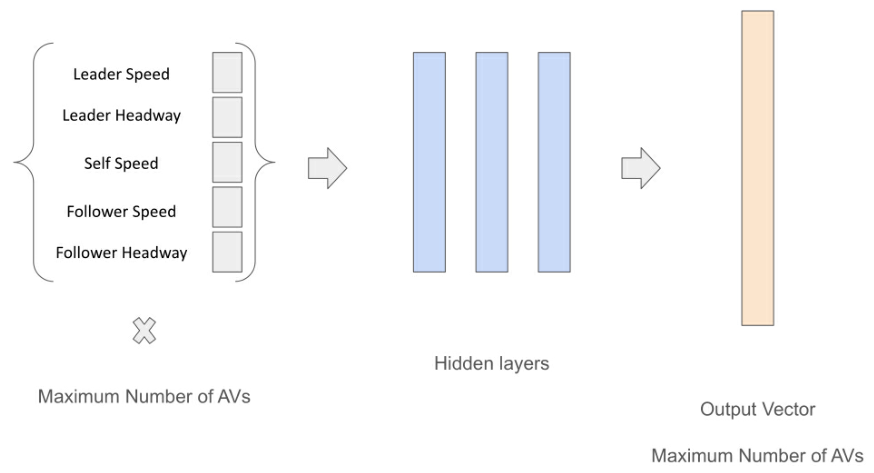 Leader Speed
Leader Headway
Self Speed
Follower Speed
Follower Headway
Maximum Number of AVs
Hidden layers
Output Vector
Maximum Number of AVs